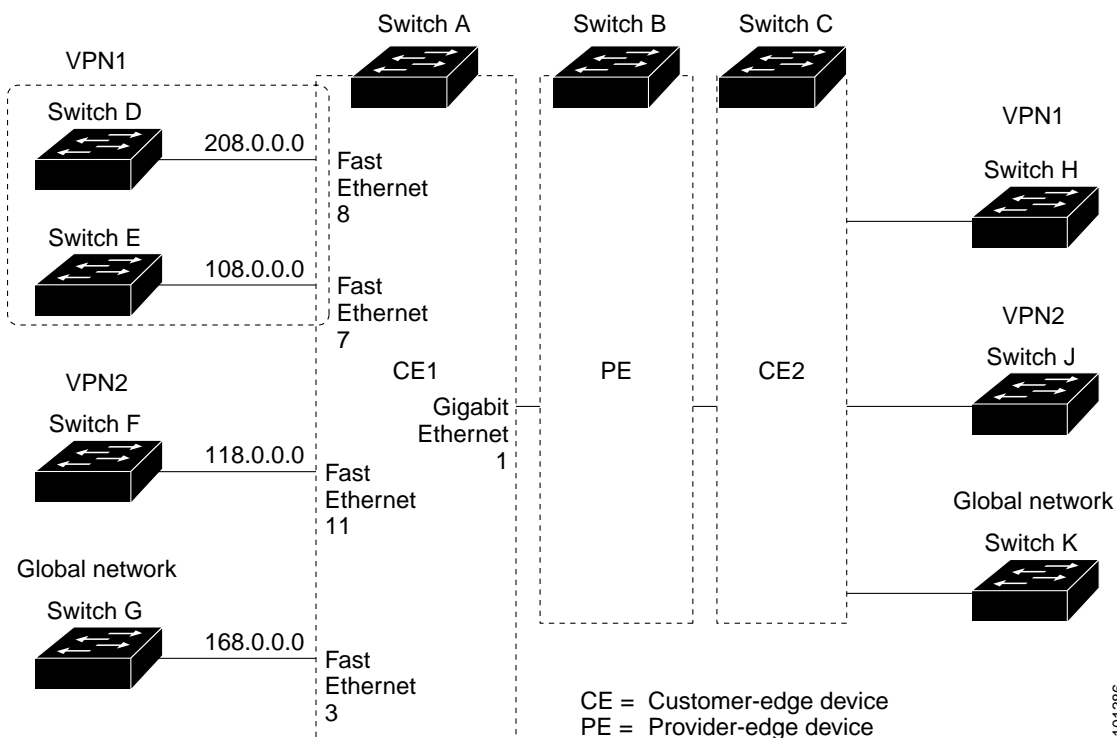 Switch A
Switch B
Switch C
VPN1
Switch D
208.0.0.0
Fast
Ethernet
8
Switch E
108.0.0.0
Fast
Ethernet
7
VPN2
Switch F
118.0.0.0
Fast
Ethernet
11
Global network
Switch G
168.0.0.0
Fast
Ethernet
3
CE1
Gigabit
Ethernet
1
PE
CE2
VPN1
Switch H
VPN2
Switch J
Global network
Switch K
CE = Customer-edge device
PE = Provider-edge device